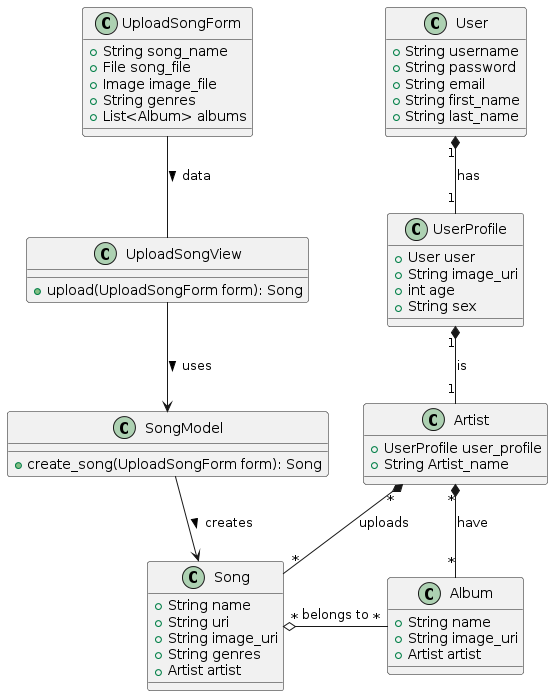 C UploadSongForm
String song_name
File song_file
Image image_file
String genres
List<Album> albums
C User
String username
String password
String email
String first_name
String last_name
data
1
has
1
C UploadSongView
upload(UploadSongForm form): Song
C UserProfile
User user
String image_uri
int age
String sex
uses
1
is
1
C SongModel
create_song(UploadSongForm form): Song
C Artist
UserProfile user_profile
String Artist_name
creates
*
uploads
*
*
have
*
C Song
String name
String uri
String image_uri
String genres
Artist artist
* belongs to *
C Album
String name
String image_uri
Artist artist